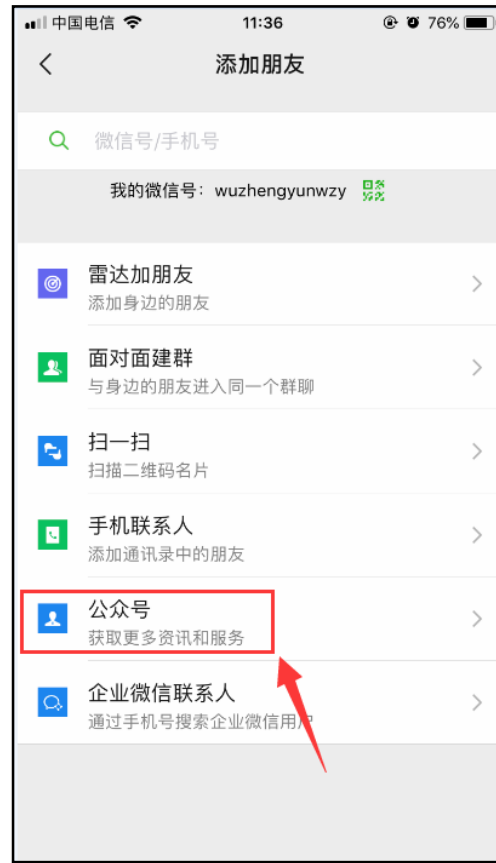 中国电信 11:36 76%
添加朋友
微信号/手机号
我的微信号：wuzhengyunwzy
雷达加朋友
添加身边的朋友
面对面建群
与身边的朋友进入同一个群聊
扫一扫
扫描二维码名片
手机联系人
添加通讯录中的朋友
公众号
获取更多资讯和服务
企业微信联系人
通过手机号搜索企业微信用户